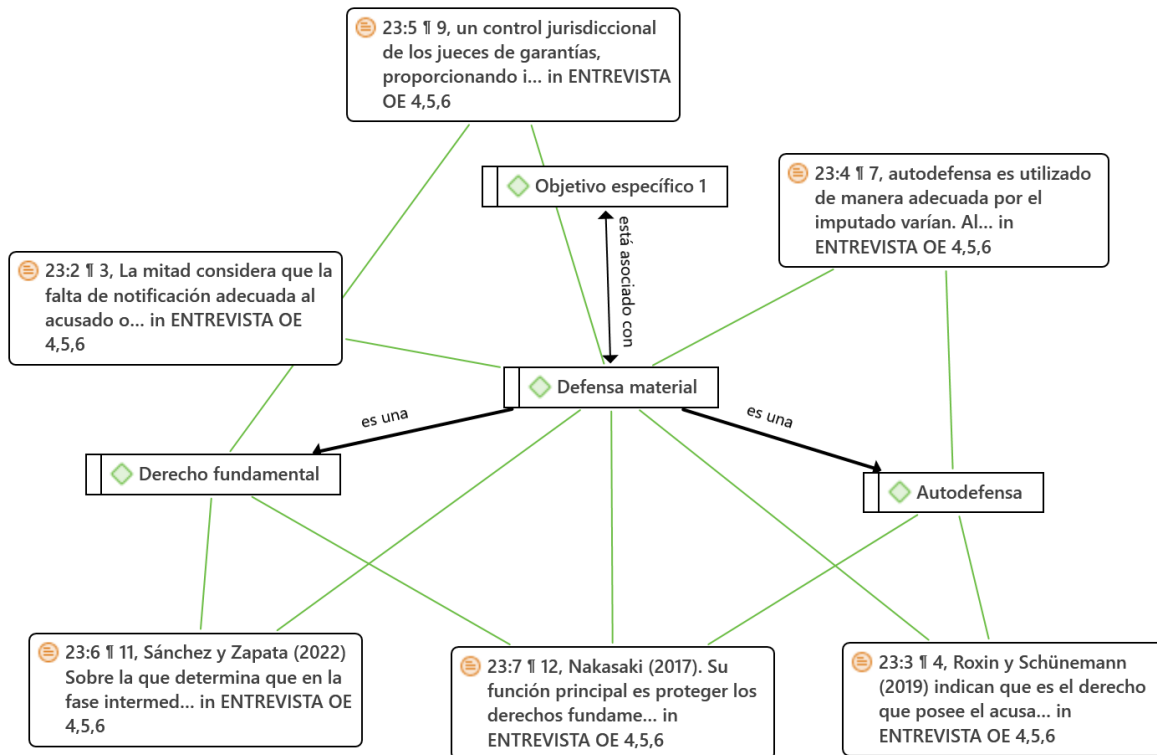 23:5 ¶ 9, un control jurisdiccional
de los jueces de garantías,
proporcionando i... in ENTREVISTA
OE 4,5,6
Objetivo específico 1
23:4 ¶ 7, autodefensa es utilizado
de manera adecuada por el
imputado varían. Al... in
ENTREVISTA OE 4,5,6
está asociado con
23:2 ¶ 3, La mitad considera que la
falta de notificación adecuada al
acusado o... in ENTREVISTA OE
4,5,6
Defensa material
es una
es una
Derecho fundamental
Autodefensa
23:6 ¶ 11, Sánchez y Zapata (2022)
Sobre la que determina que en la
fase intermed... in ENTREVISTA OE
4,5,6
23:7 ¶ 12, Nakasaki (2017). Su
función principal es proteger los
derechos fundame... in
ENTREVISTA OE 4,5,6
23:3 ¶ 4, Roxin y Schünemann
(2019) indican que es el derecho
que posee el acusa... in
ENTREVISTA OE 4,5,6